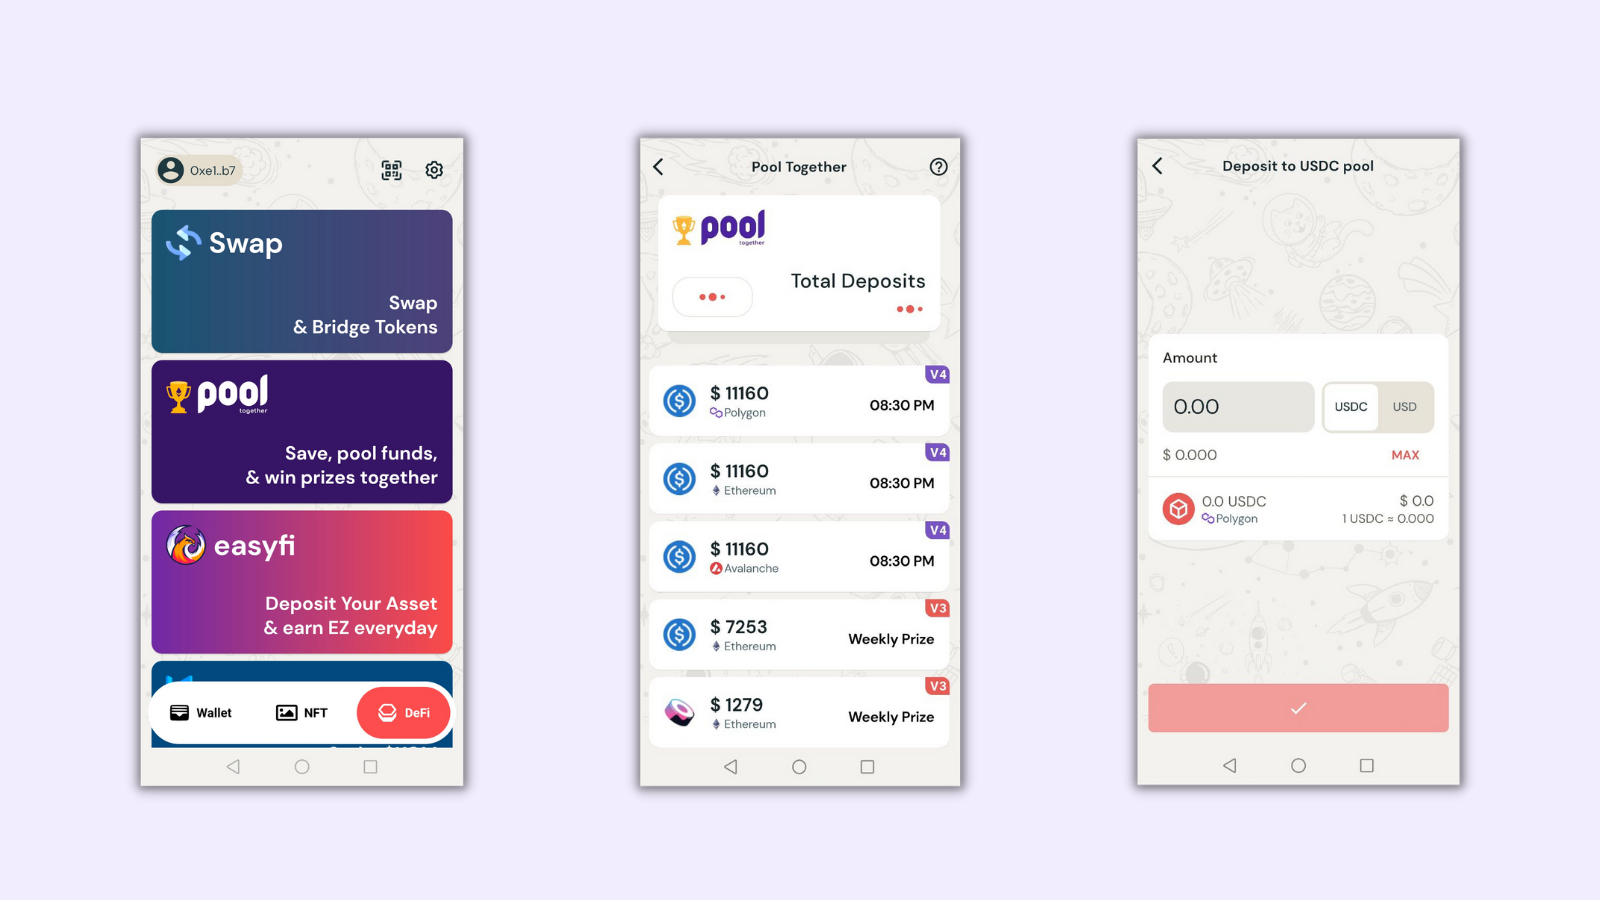 0xe1..b7
Swap
Swap
& Bridge Tokens
pool
together
Save, pool funds,
& win prizes together
easyfi
Deposit Your Asset
& earn EZ everyday
Wallet
NFT
DeFi
Pool Together
pool
together
Total Deposits
V4
$ 11160
Polygon
08:30 PM
V4
$ 11160
Ethereum
08:30 PM
V4
$ 11160
Avalanche
08:30 PM
V3
$ 7253
Ethereum
Weekly Prize
V3
$ 1279
Ethereum
Weekly Prize
Deposit to USDC pool
Amount
0.00
USDC
USD
$ 0.000
MAX
0.0 USDC
$ 0.0
Polygon
1 USDC ≈ 0.000